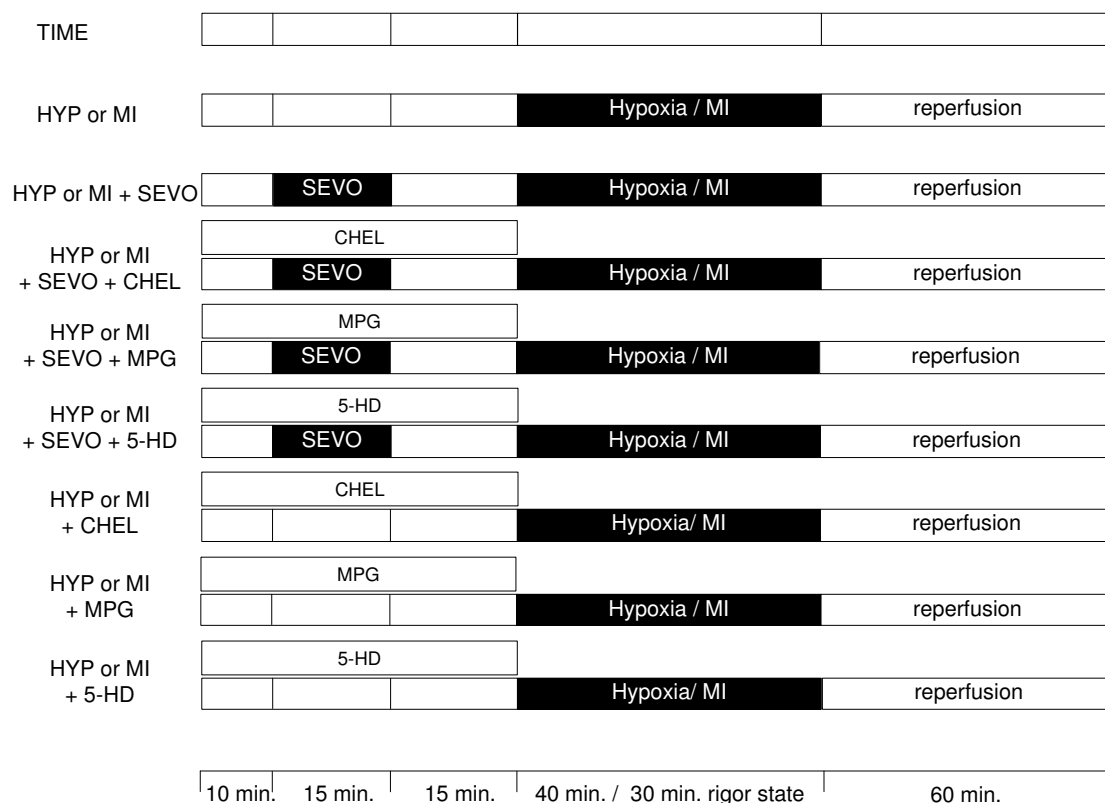 TIME
HYP or MI
Hypoxia / MI
reperfusion
HYP or MI + SEVO
SEVO
Hypoxia / MI
reperfusion
CHEL
HYP or MI
+ SEVO + CHEL
SEVO
Hypoxia / MI
reperfusion
MPG
HYP or MI
+ SEVO + MPG
SEVO
Hypoxia / MI
reperfusion
5-HD
HYP or MI
+ SEVO + 5-HD
SEVO
Hypoxia / MI
reperfusion
CHEL
HYP or MI
+ CHEL
Hypoxia/ MI
reperfusion
MPG
HYP or MI
+ MPG
Hypoxia / MI
reperfusion
5-HD
HYP or MI
+ 5-HD
Hypoxia/ MI
reperfusion
10 min. 15 min. 15 min. 40 min. / 30 min. rigor state 60 min.